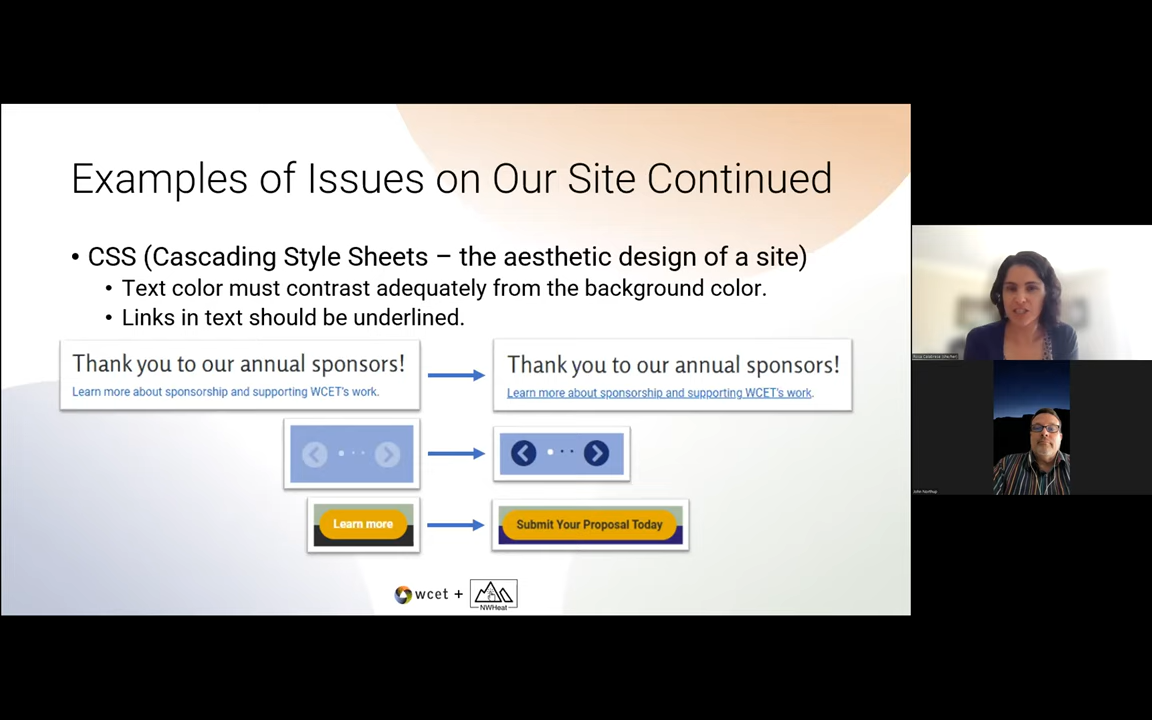 Examples of Issues on Our Site Continued
• CSS (Cascading Style Sheets – the aesthetic design of a site)
• Text color must contrast adequately from the background color.
• Links in text should be underlined.
Thank you to our annual sponsors!
Learn more about sponsorship and supporting WCET's work.
Thank you to our annual sponsors!
Learn more about sponsorship and supporting WCET's work.
Learn more
Submit Your Proposal Today
wcet +
NWHeat